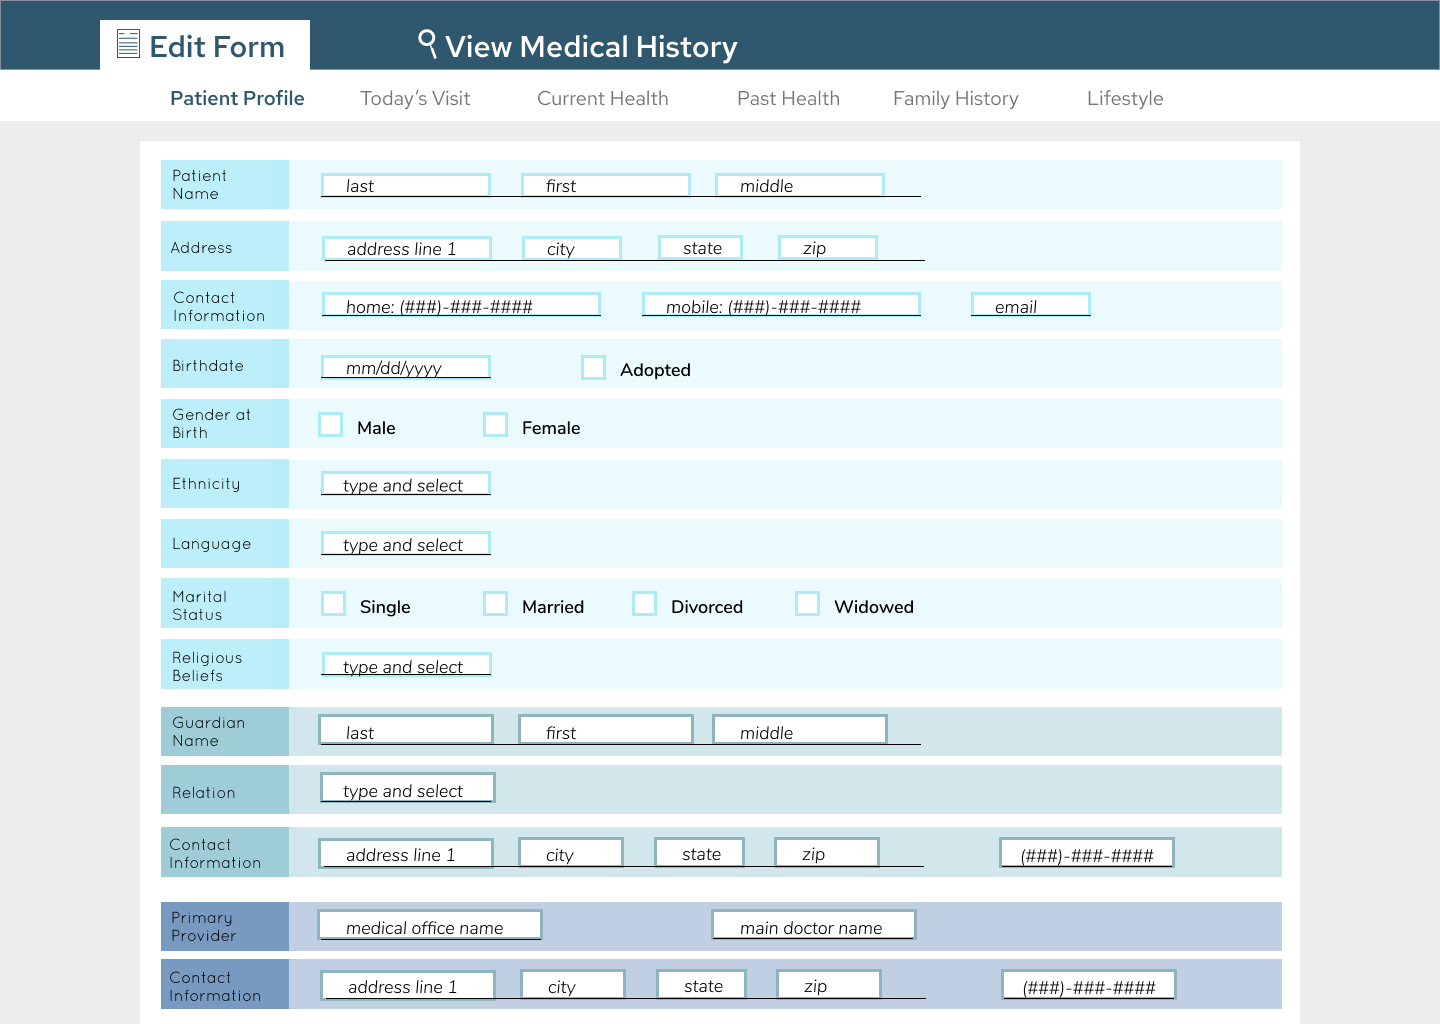 Edit Form
View Medical History
Patient Profile
Today's Visit
Current Health
Past Health
Family History
Lifestyle
Patient
Name
last
first
middle
Address
address line 1
city
state
zip
Contact
Information
home: (###)-###-####
mobile: (###)-###-####
email
Birthdate
mm/dd/yyyy
Adopted
Gender at
Birth
Male
Female
Ethnicity
type and select
Language
type and select
Marital
Status
Single
Married
Divorced
Widowed
Religious
Beliefs
type and select
Guardian
Name
last
first
middle
Relation
type and select
Contact
Information
address line 1
city
state
zip
(###)-###-####
Primary
Provider
medical office name
main doctor name
Contact
Information
address line 1
city
state
zip
(###)-###-####